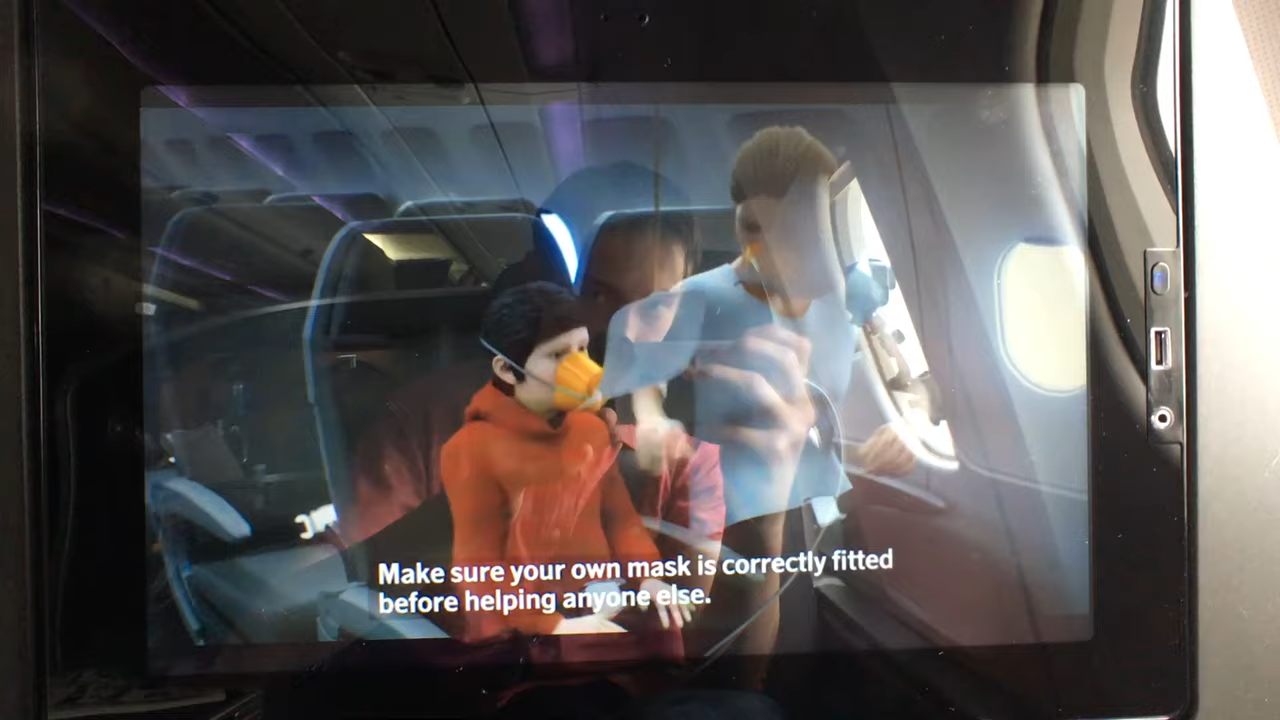 Make sure your own mask is correctly fitted
before helping anyone else.